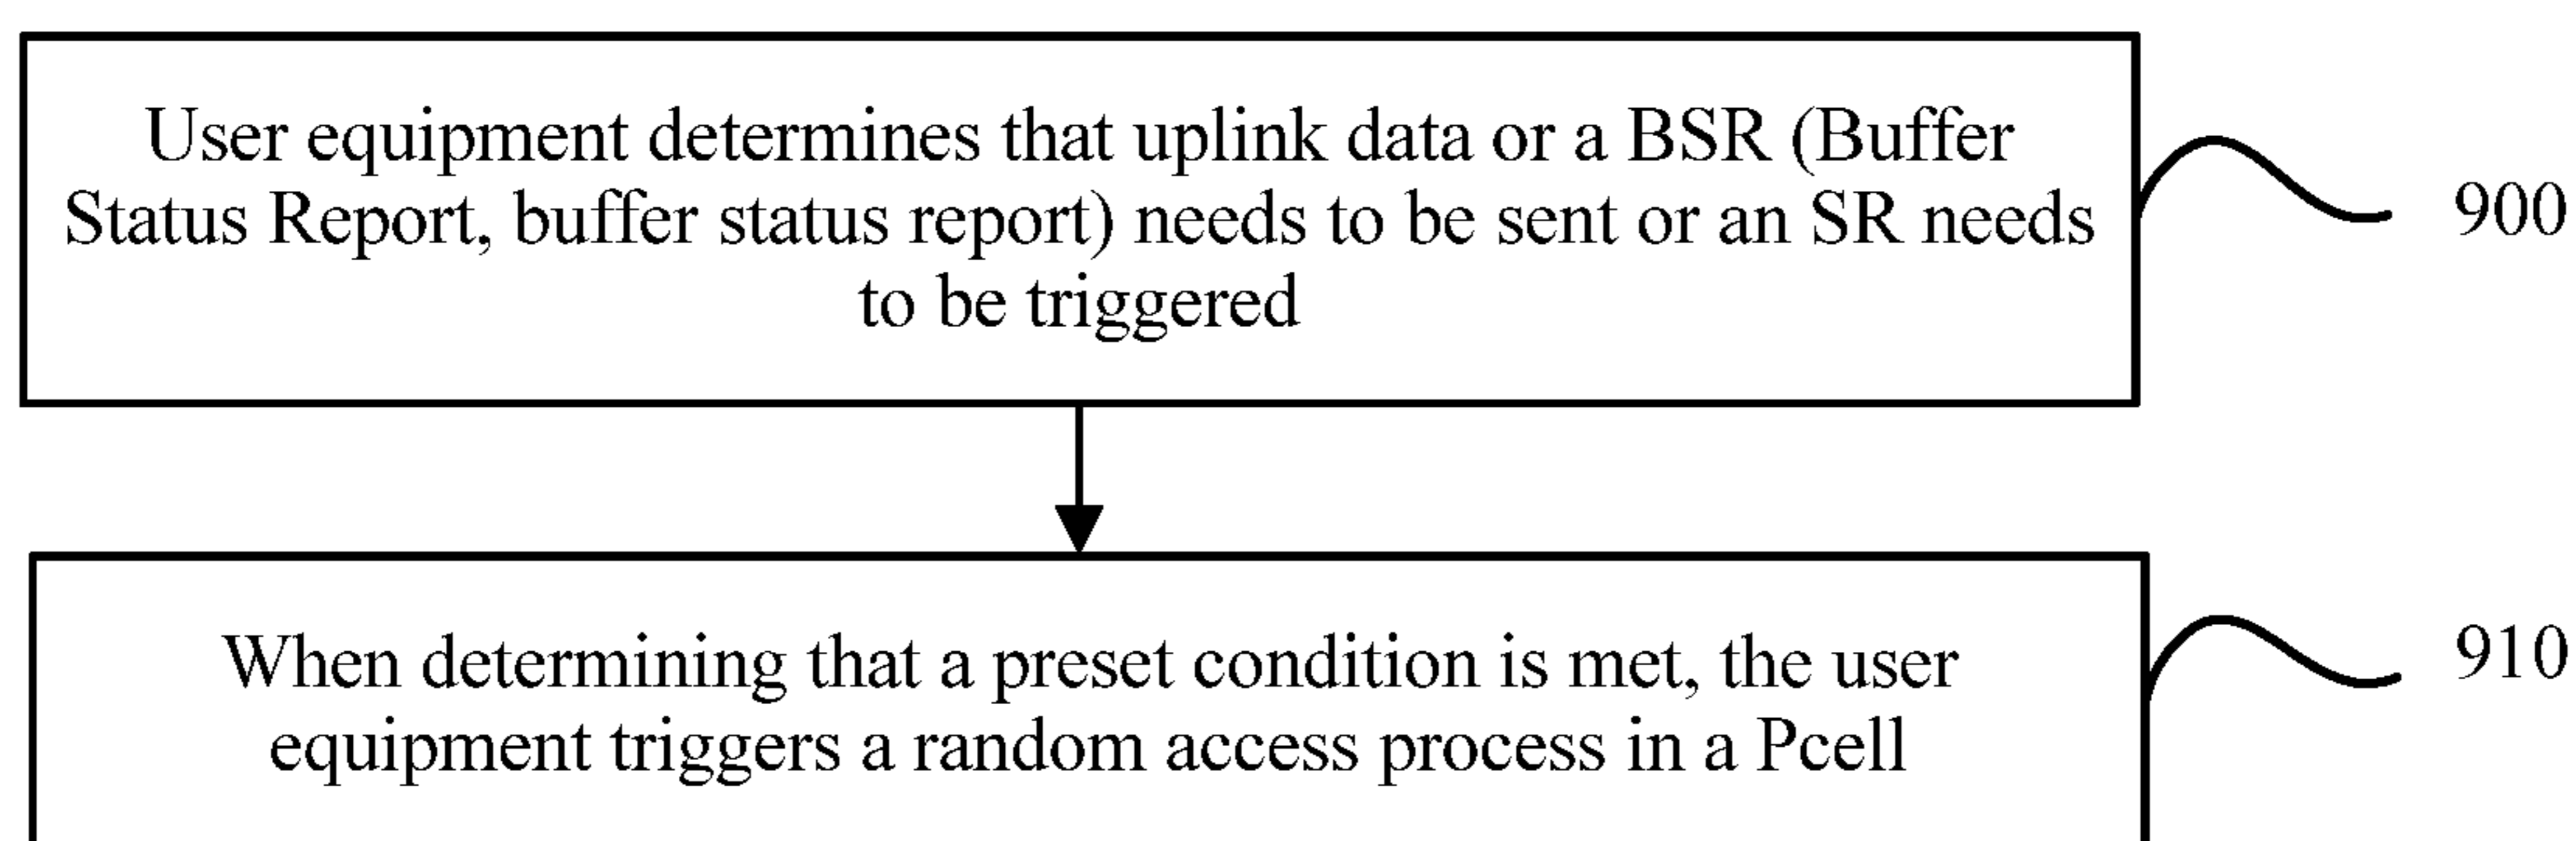 User equipment determines that uplink data or a BSR (Buffer
Status Report, buffer status report) needs to be sent or an SR needs
to be triggered
900
When determining that a preset condition is met, the user
equipment triggers a random access process in a Pcell
910